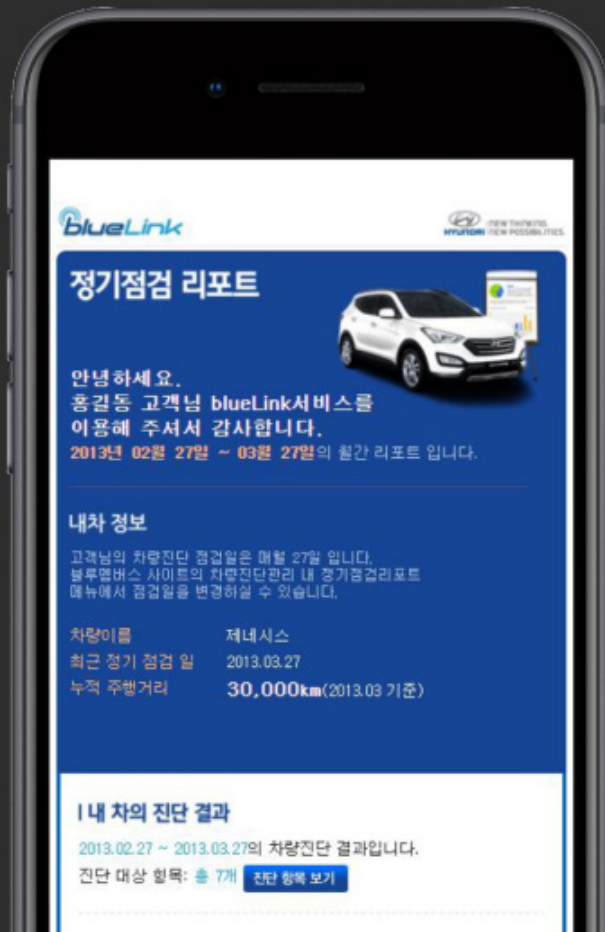 blueLink
HYUNDAI
NEW THINKING.
NEW POSSIBILITIES.
정기점검 리포트
안녕하세요.
홍길동 고객님 blueLink서비스를
이용해 주셔서 감사합니다.
2013년 02월 27일 ~ 03월 27일의 월간 리포트 입니다.
내차 정보
고객님의 차량진단 점검일은 매월 27일 입니다.
블루멤버스 사이트의 차량진단관리 내 정기점검리포트
메뉴에서 점검일을 변경하실 수 있습니다.
차량이름 제네시스
최근 정기 점검 일 2013.03.27
누적 주행거리 30,000km(2013.03 기준)
내 차의 진단 결과
2013.02.27 ~ 2013.03.27의 차량진단 결과입니다.
진단 대상 항목: 총 7개 진단 항목 보기